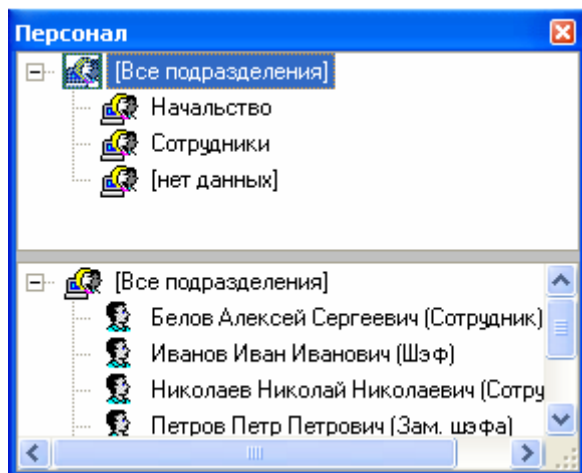 Персонал
[Все подразделения]
Начальство
Сотрудники
[нет данных]
[Все подразделения]
Белов Алексей Сергеевич (Сотрудник)
Иванов Иван Иванович (Шэф)
Николаев Николай Николаевич (Сотру
Петров Петр Петрович (Зам. шэфа)